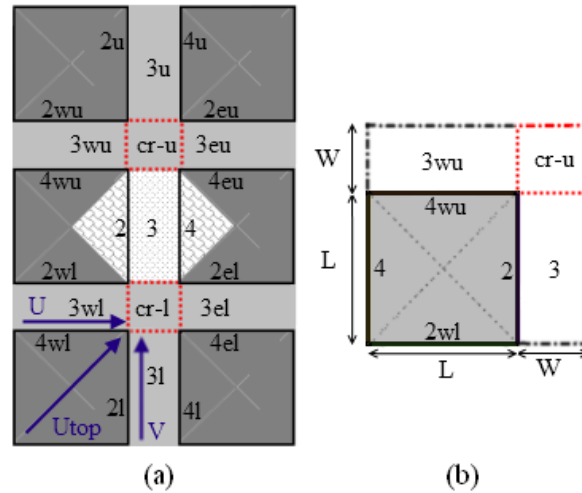 2u 4u
3u
2wu 2eu
3wu cr-u 3eu
4wu 4eu
2 3 4
2wl 2el
U 3wl cr-l 3el
4wl 4el
3l
2l 4l
Utop V
(a)
W 3wu cr-u
4wu
L 4 2 3
2wl
L W
(b)